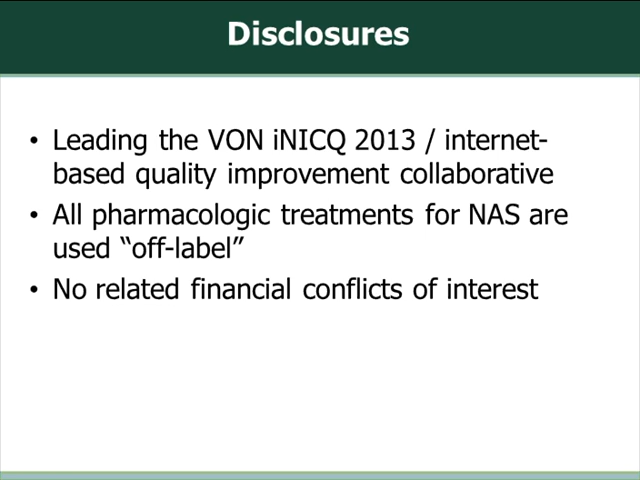 Disclosures
• Leading the VON iNICQ 2013 / internet-
based quality improvement collaborative
• All pharmacologic treatments for NAS are
used “off-label”
• No related financial conflicts of interest